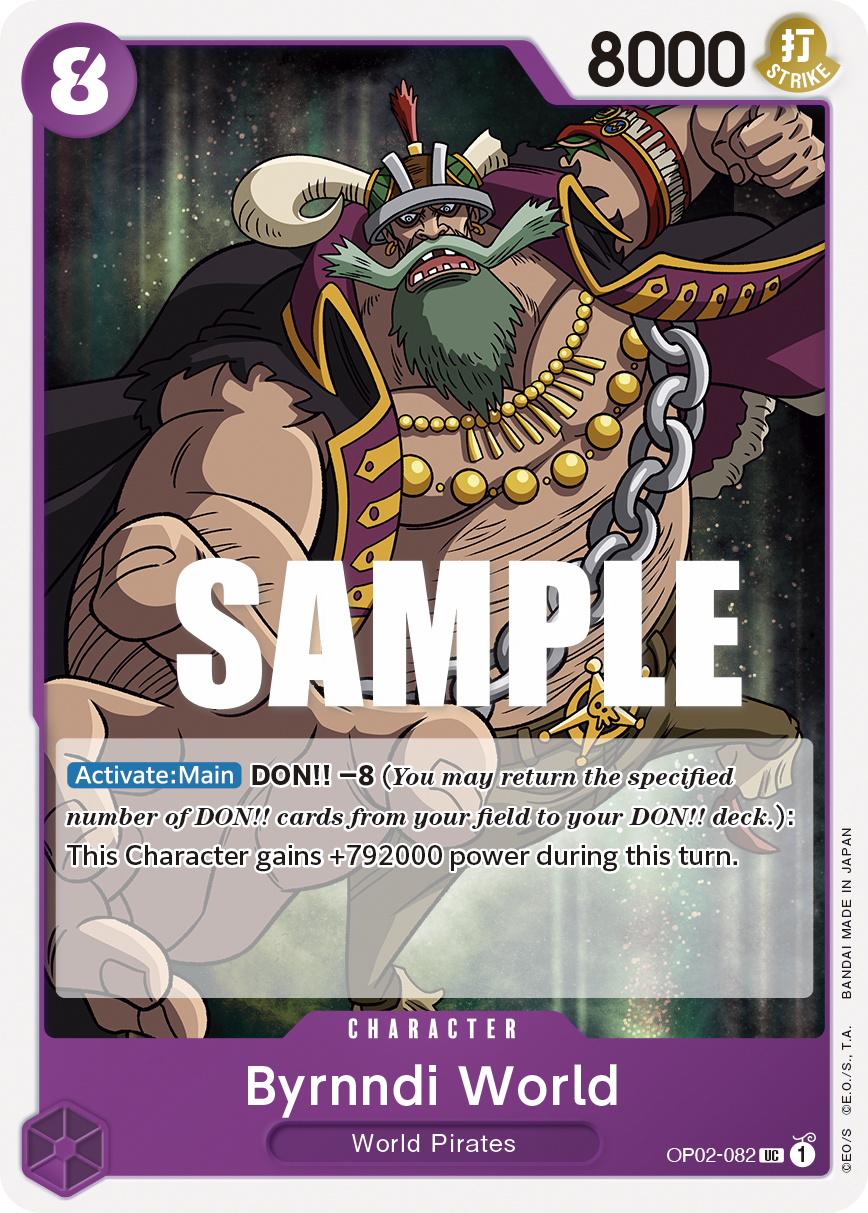 8
8000
打
STRIKE
SAMPLE
Activate:Main DON!! −8 (You may return the specified
number of DON!! cards from your field to your DON!! deck.):
This Character gains +792000 power during this turn.
CHARACTER
Byrnndi World
World Pirates
OP02-082 UC 1
©EO/S ©E.O./S., T.A. BANDAI MADE IN JAPAN